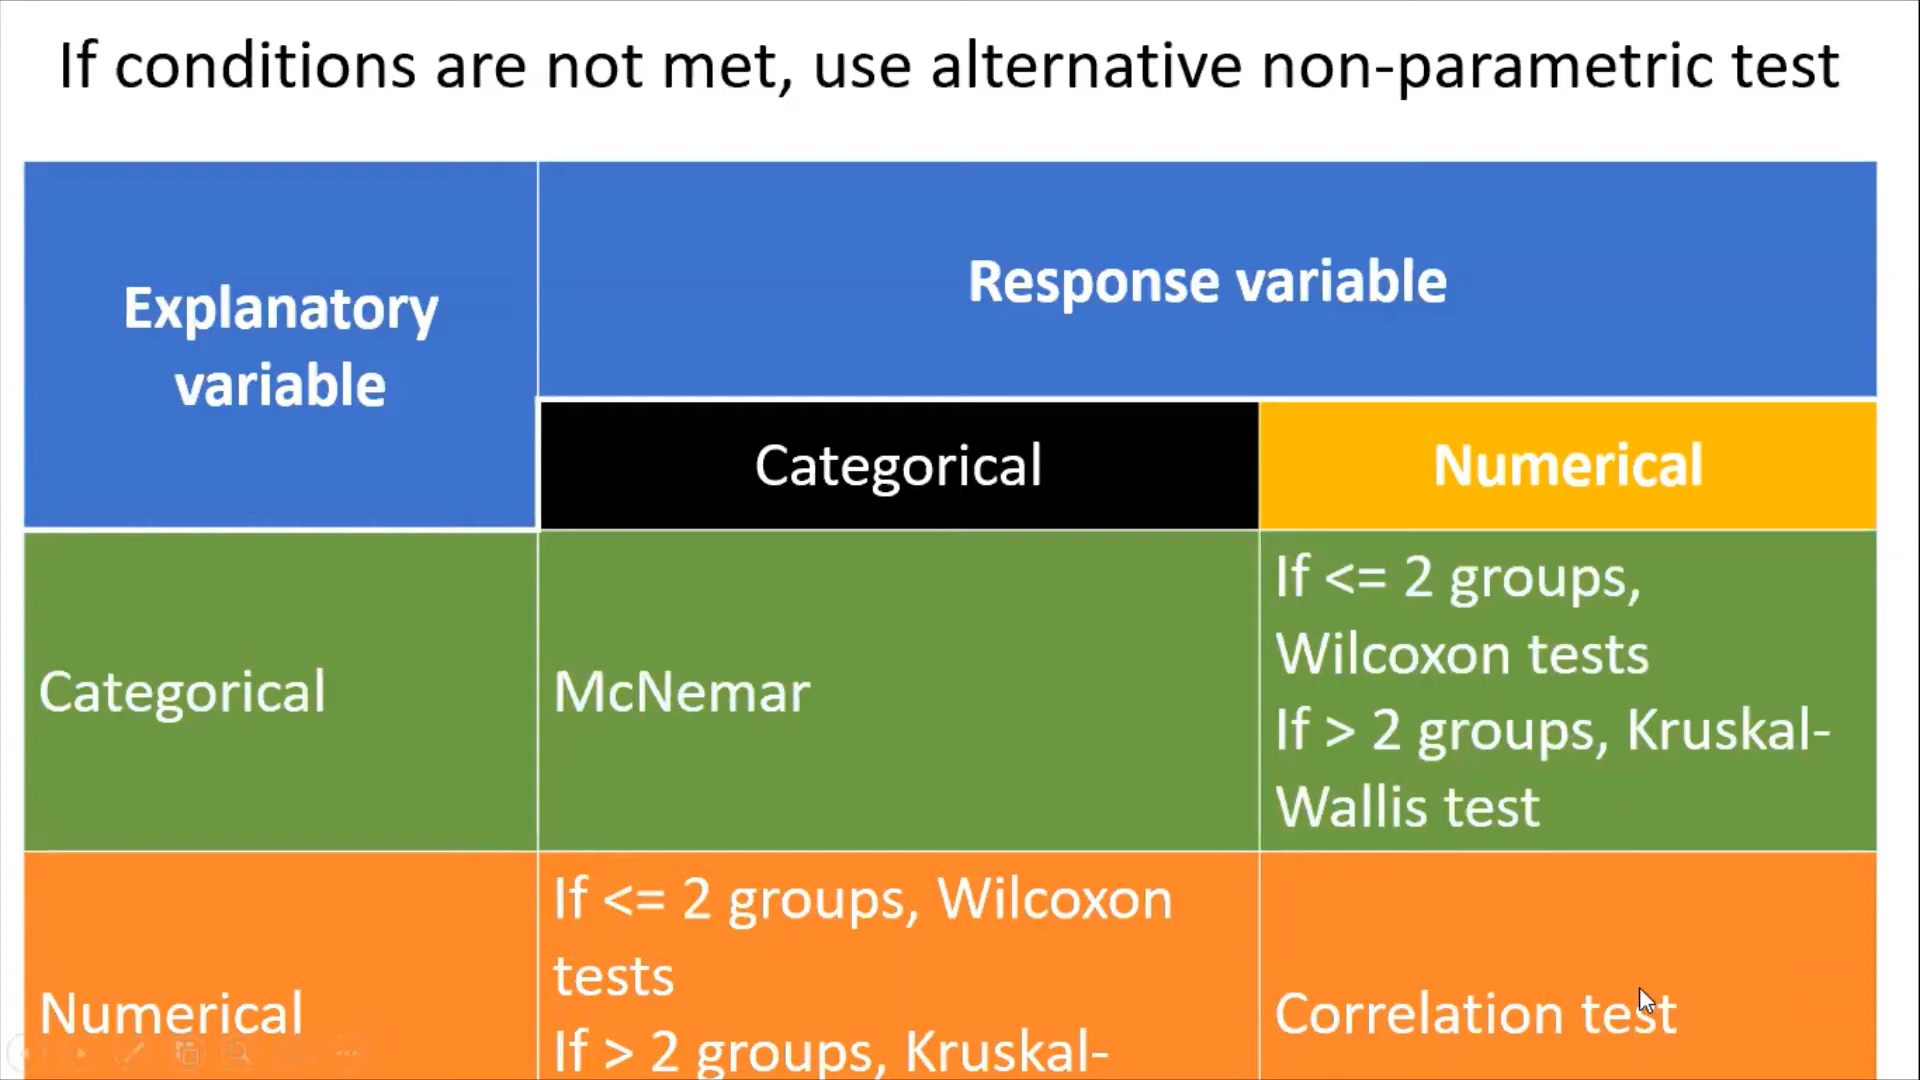 If conditions are not met, use alternative non-parametric test
Explanatory
variable
Response variable
Categorical
Numerical
Categorical
McNemar
If <= 2 groups,
Wilcoxon tests
If > 2 groups, Kruskal-
Wallis test
Numerical
If <= 2 groups, Wilcoxon
tests
If > 2 groups, Kruskal-
Correlation test